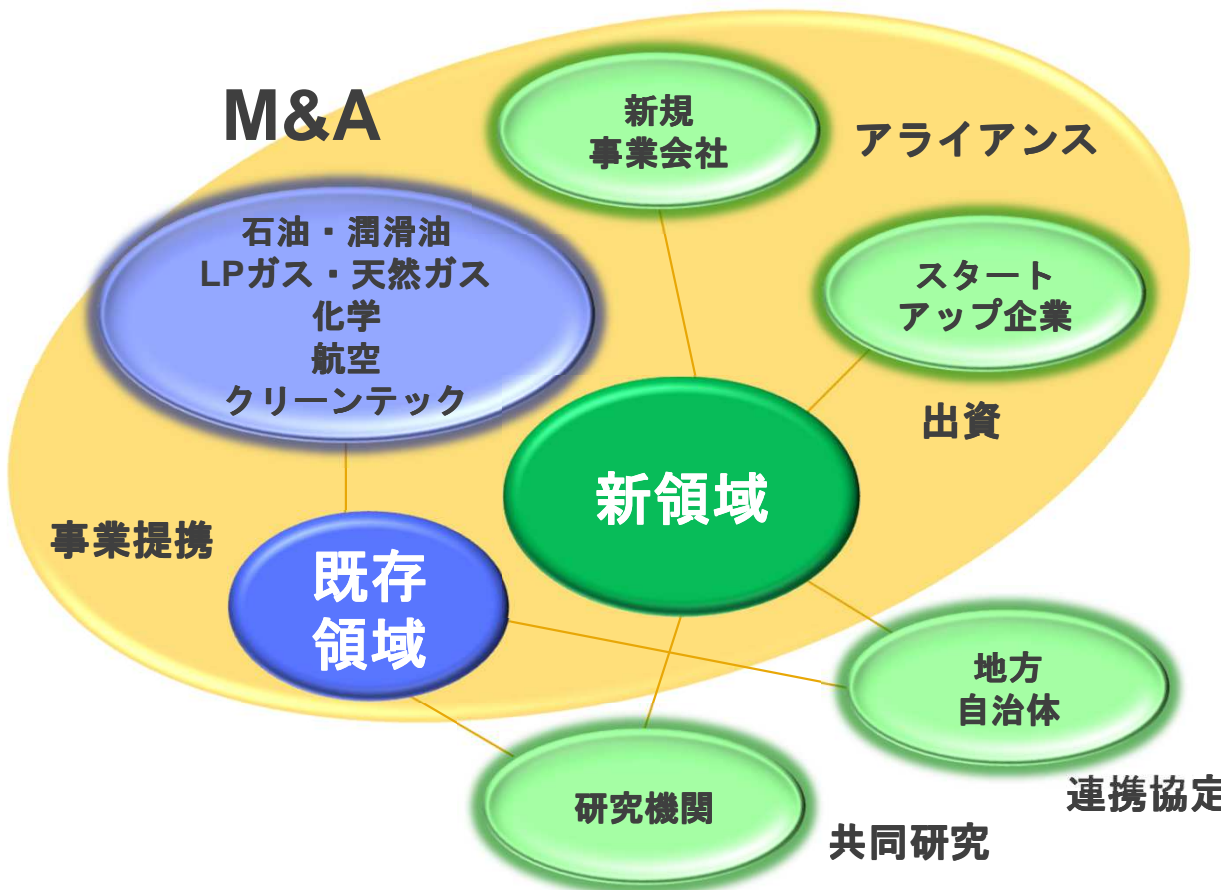 M&A
新規
事業会社
アライアンス
石油・潤滑油
LPガス・天然ガス
化学
航空
クリーンテック
スタート
アップ企業
出資
新領域
事業提携
既存
領域
地方
自治体
連携協定
研究機関
共同研究